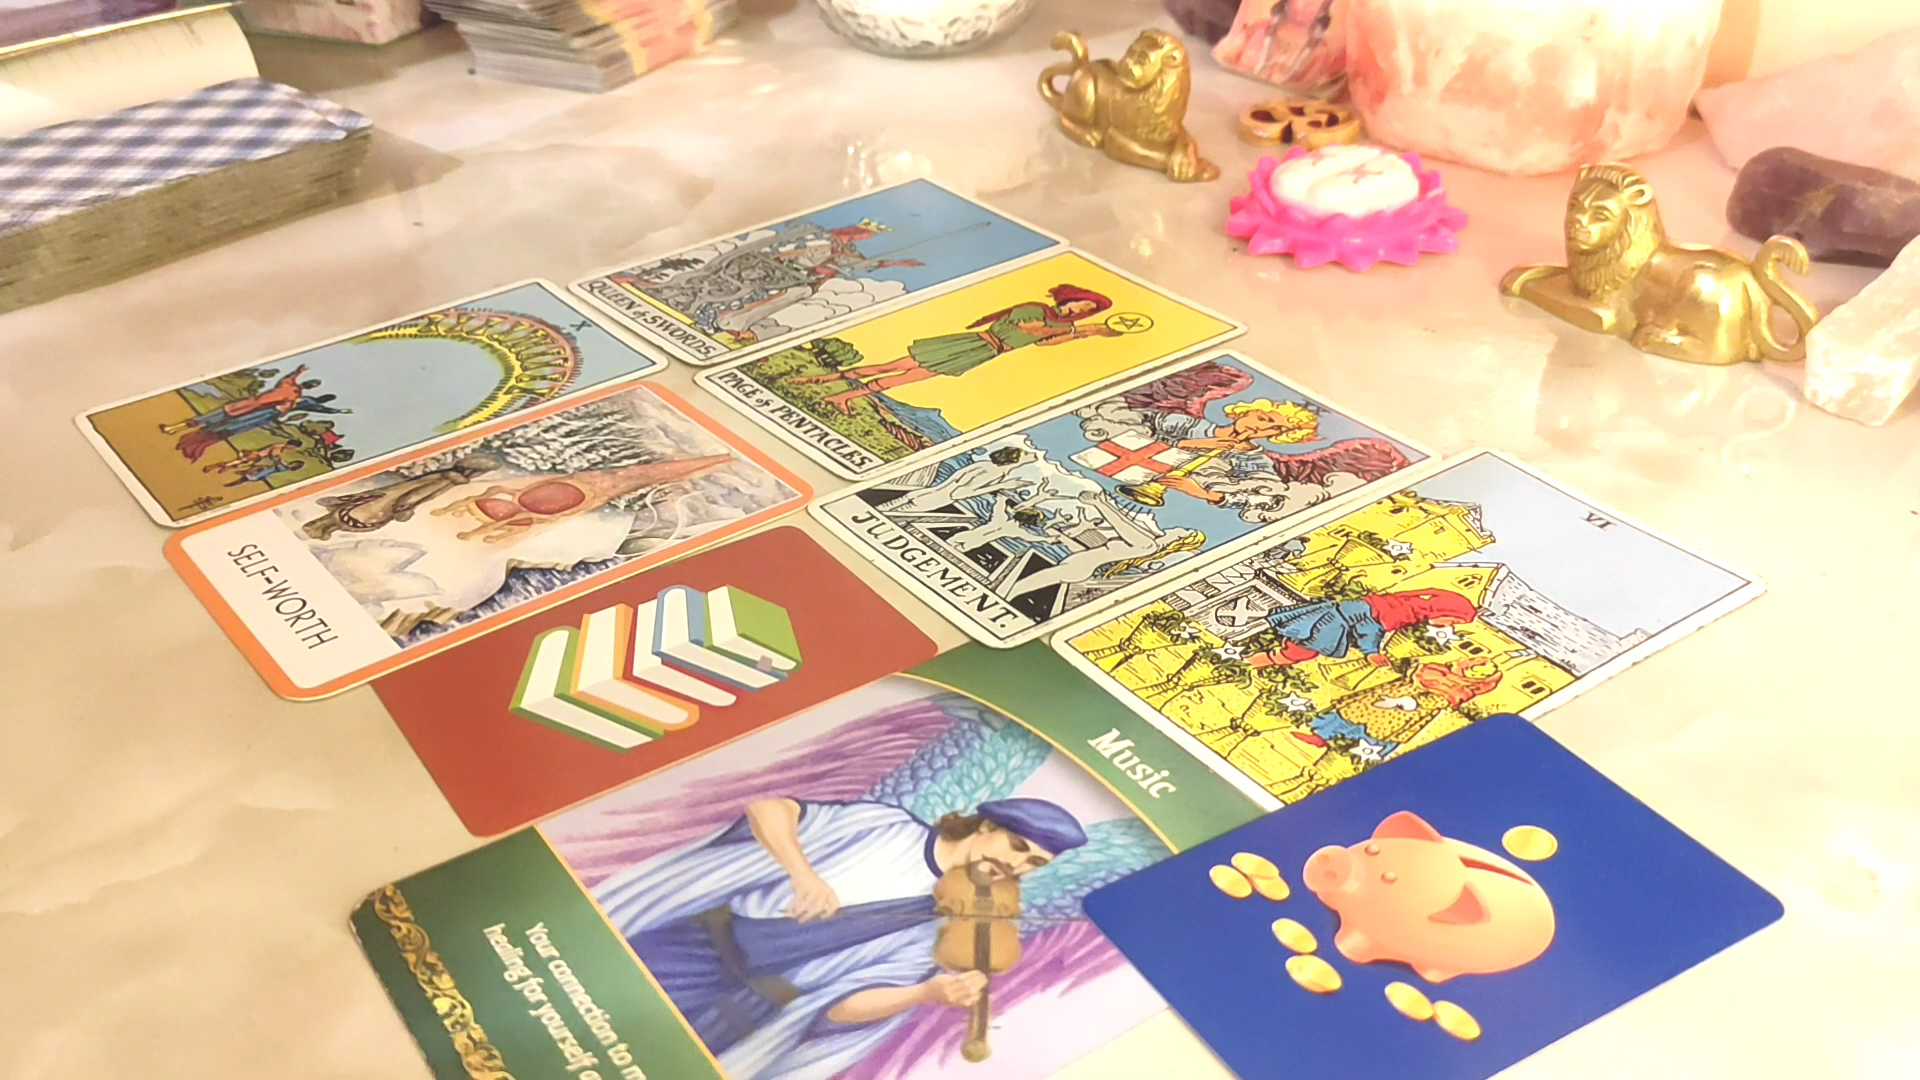 QUEEN of SWORDS.
X
PAGE of PENTACLES.
SELF-WORTH
JUDGEMENT.
VI
Music
Your connection to
healing for yourself